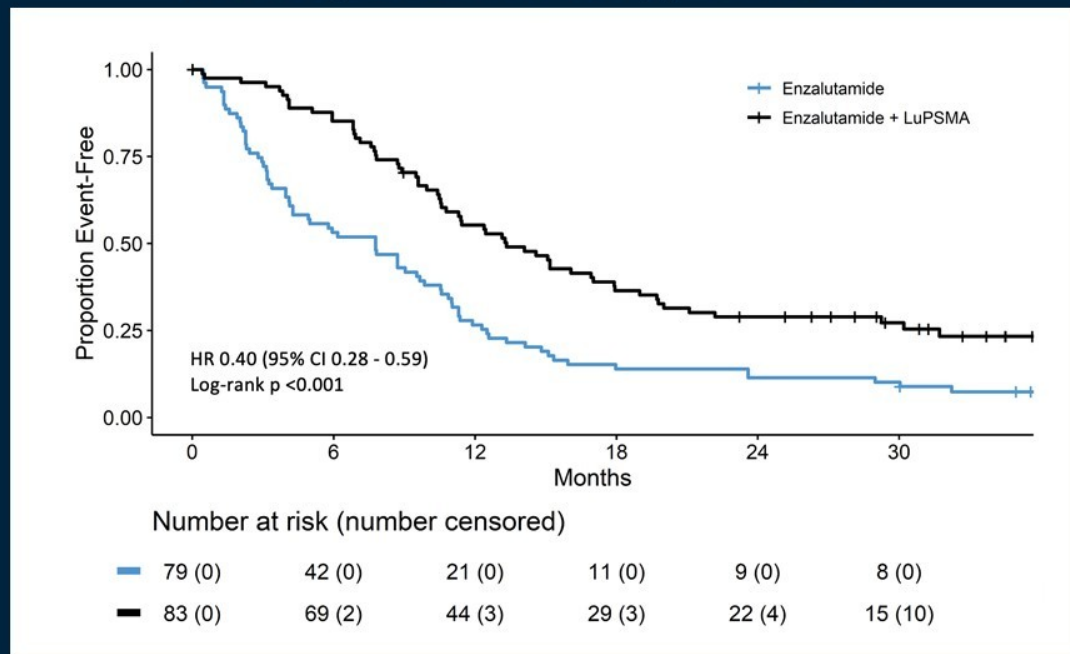 1.00
0.75
0.50
0.25
0.00
Proportion Event-Free
Enzalutamide
Enzalutamide + LuPSMA
HR 0.40 (95% CI 0.28 - 0.59)
Log-rank p <0.001
0 6 12 18 24 30
Months
Number at risk (number censored)
79 (0) 42 (0) 21 (0) 11 (0) 9 (0) 8 (0)
83 (0) 69 (2) 44 (3) 29 (3) 22 (4) 15 (10)